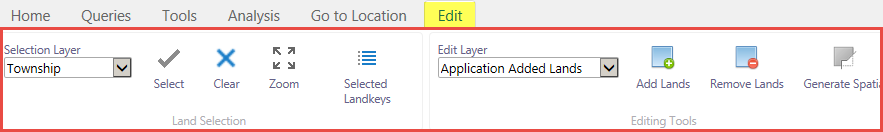 Home Queries Tools Analysis Go to Location Edit
Selection Layer
Township
Select Clear Zoom Selected
Landkeys
Land Selection
Edit Layer
Application Added Lands
Add Lands Remove Lands Generate Spatia
Editing Tools